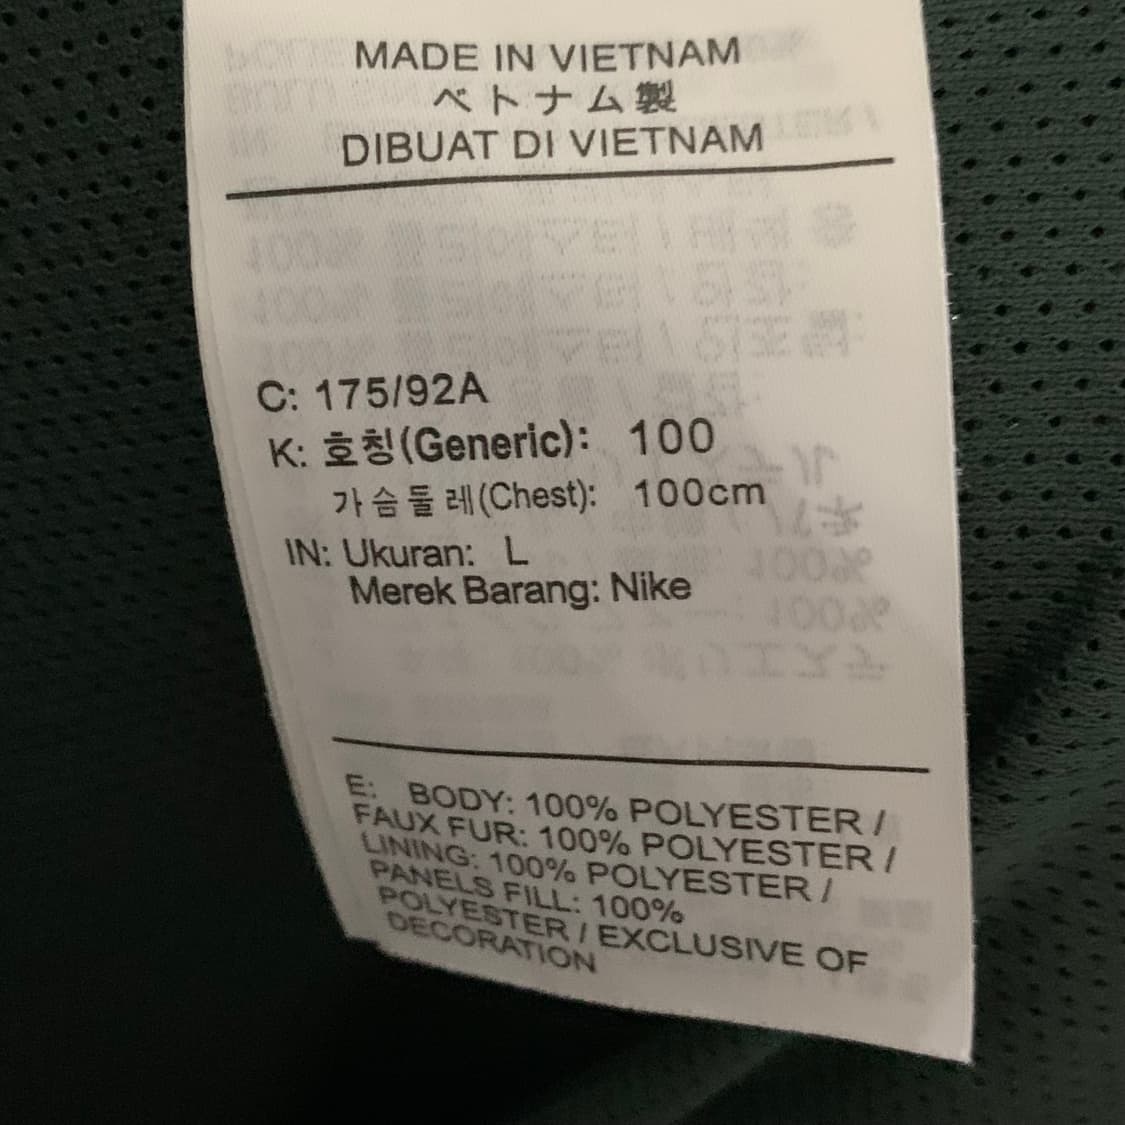 MADE IN VIETNAM
ベトナム製
DIBUAT DI VIETNAM
C: 175/92A
K: 호칭(Generic): 100
가슴둘레(Chest): 100cm
IN: Ukuran: L
Merek Barang: Nike
E: BODY: 100% POLYESTER /
FAUX FUR: 100% POLYESTER /
LINING: 100% POLYESTER /
PANELS FILL: 100%
POLYESTER / EXCLUSIVE OF
DECORATION